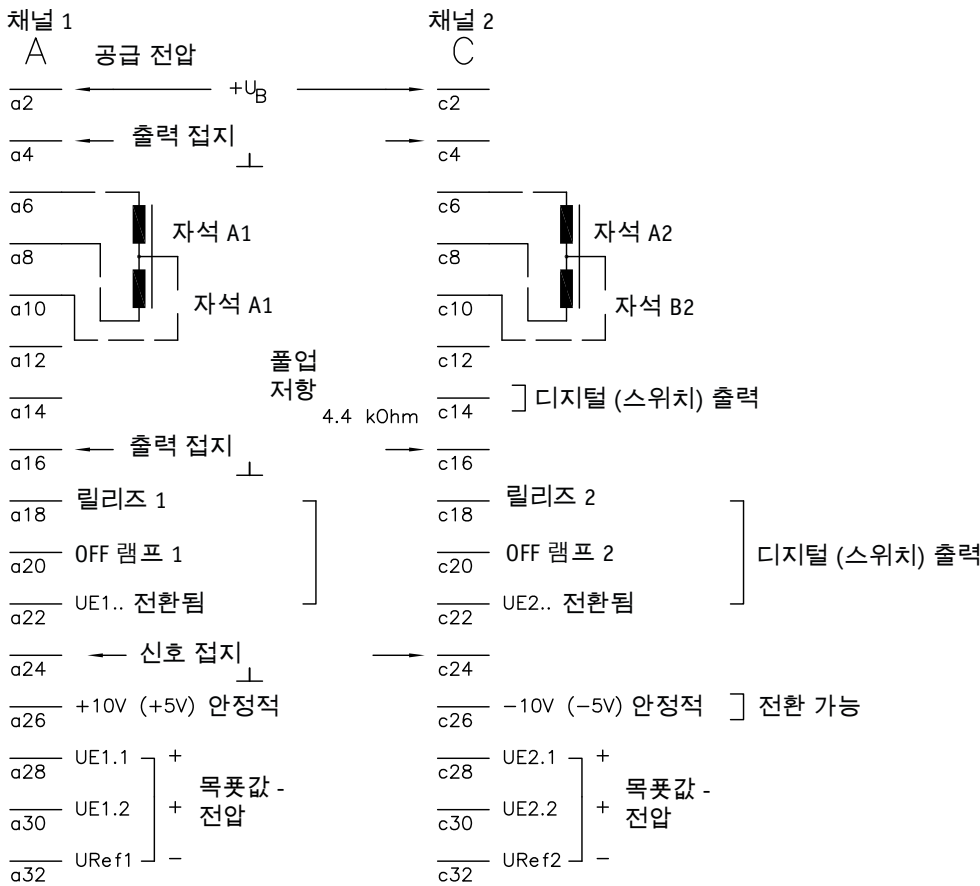 채널 1
채널 2
A
공급 전압
C
a2
+UB
c2
a4
출력 접지
c4
a6
c6
자석 A1
자석 A2
a8
c8
자석 A1
자석 B2
a10
c10
a12
c12
풀업
저항
4.4 kOhm
a14
c14
디지털 (스위치) 출력
a16
출력 접지
c16
a18
릴리즈 1
c18
릴리즈 2
a20
OFF 램프 1
c20
OFF 램프 2
디지털 (스위치) 출력
a22
UE1.. 전환됨
c22
UE2.. 전환됨
a24
신호 접지
c24
a26
+10V (+5V) 안정적
c26
-10V (-5V) 안정적
전환 가능
a28
UE1.1 +
c28
UE2.1 +
목푯값 -
전압
목푯값 -
전압
a30
UE1.2 +
c30
UE2.2 +
a32
URef1 -
c32
URef2 -